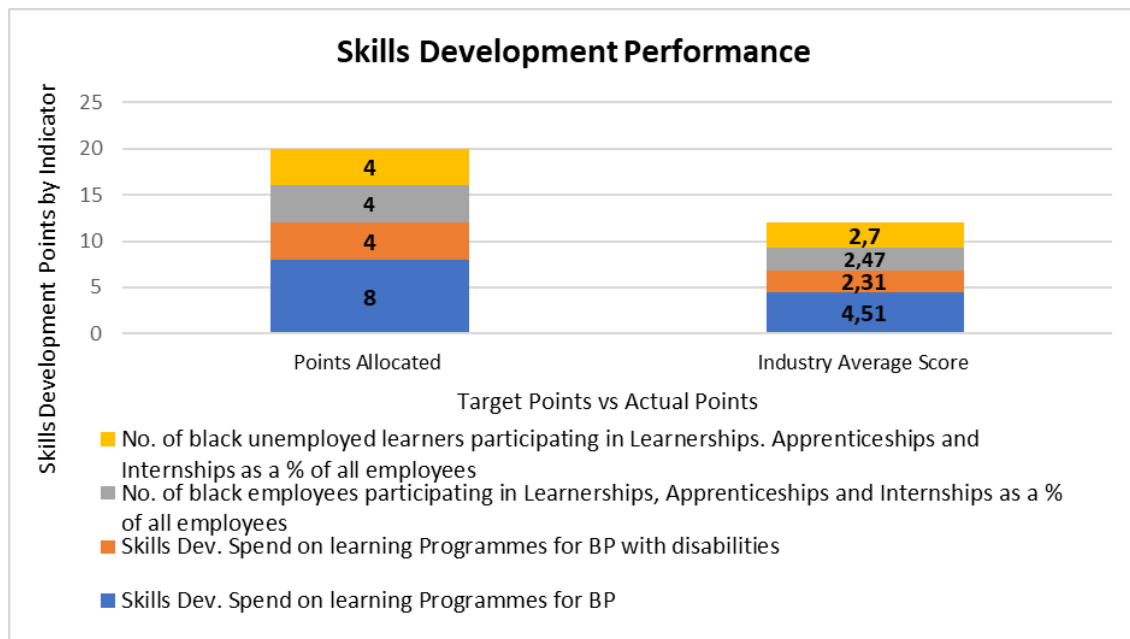 Skills Development Performance
Skills Development Points by Indicator
25
20
15
10
5
0
4
4
4
8
2,7
2,47
2,31
4,51
Points Allocated
Industry Average Score
Target Points vs Actual Points
No. of black unemployed learners participating in Learnerships. Apprenticeships and
Internships as a % of all employees
No. of black employees participating in Learnerships, Apprenticeships and Internships as a %
of all employees
Skills Dev. Spend on learning Programmes for BP with disabilities
Skills Dev. Spend on learning Programmes for BP